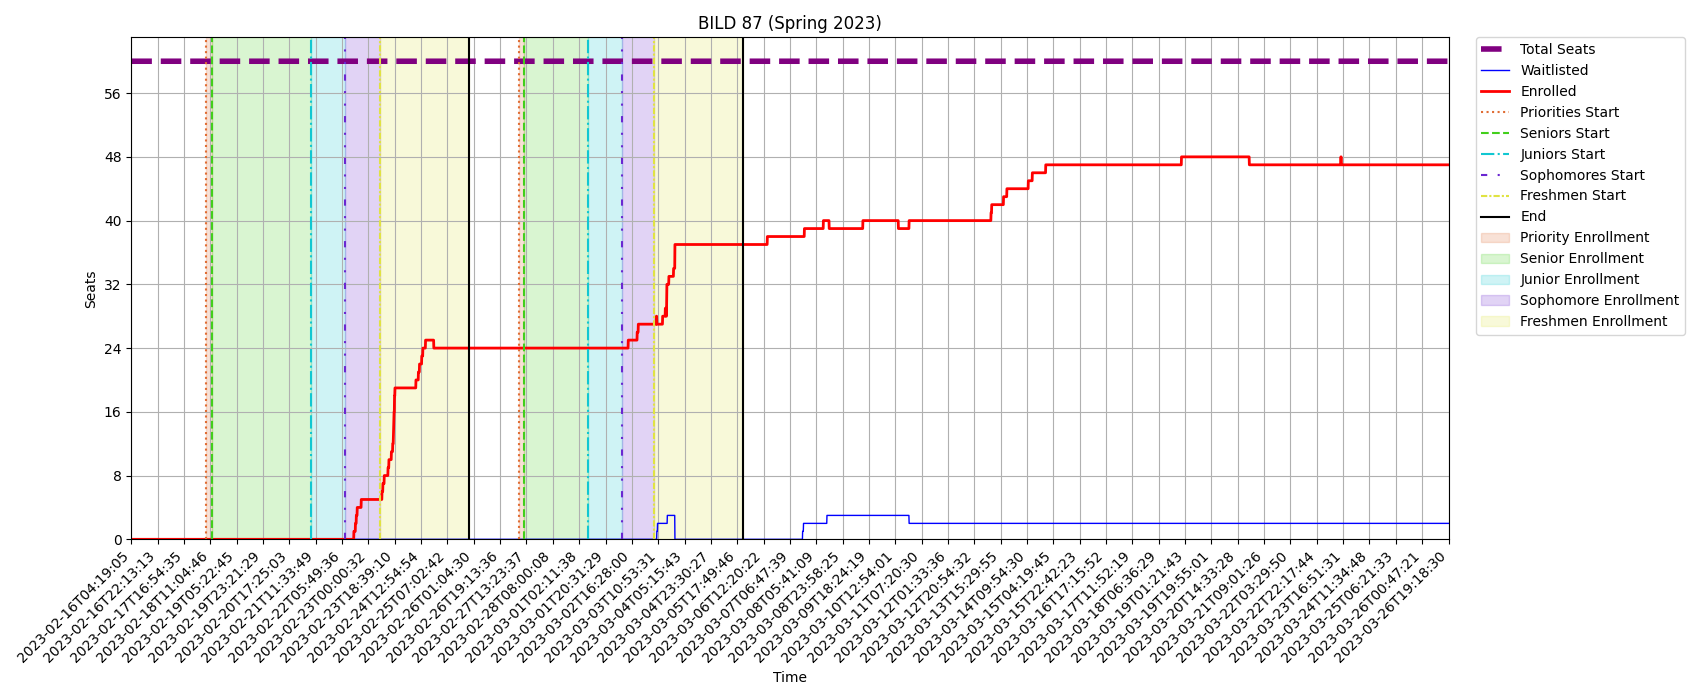 BILD 87 (Spring 2023)
Total Seats
Waitlisted
Enrolled
Priorities Start
Seniors Start
Juniors Start
Sophomores Start
Freshmen Start
End
Priority Enrollment
Senior Enrollment
Junior Enrollment
Sophomore Enrollment
Freshmen Enrollment
Seats
56
48
40
32
24
16
8
0
2023-02-16T04:19:05
2023-02-16T22:13:13
2023-02-17T16:54:35
2023-02-18T11:04:46
2023-02-19T05:22:45
2023-02-19T23:21:29
2023-02-20T17:25:03
2023-02-21T11:33:49
2023-02-22T05:49:36
2023-02-23T00:00:32
2023-02-23T18:39:10
2023-02-24T12:54:54
2023-02-25T07:02:42
2023-02-26T01:04:30
2023-02-26T19:13:36
2023-02-27T13:23:37
2023-02-28T08:00:08
2023-03-01T02:11:38
2023-03-01T20:31:29
2023-03-02T16:28:00
2023-03-03T10:53:31
2023-03-04T05:15:43
2023-03-04T23:30:27
2023-03-05T17:49:46
2023-03-06T12:20:22
2023-03-07T06:47:39
2023-03-08T05:41:09
2023-03-08T23:58:25
2023-03-09T18:24:19
2023-03-10T12:54:01
2023-03-11T07:20:30
2023-03-12T01:33:36
2023-03-12T20:54:32
2023-03-13T15:29:55
2023-03-14T09:54:30
2023-03-15T04:19:45
2023-03-15T22:42:23
2023-03-16T17:15:52
2023-03-17T11:52:19
2023-03-18T06:36:29
2023-03-19T01:21:43
2023-03-19T19:55:01
2023-03-20T14:33:28
2023-03-21T09:01:26
2023-03-22T03:29:50
2023-03-22T22:17:44
2023-03-23T16:51:31
2023-03-24T11:34:48
2023-03-25T06:21:33
2023-03-26T00:47:21
2023-03-26T19:18:30
Time